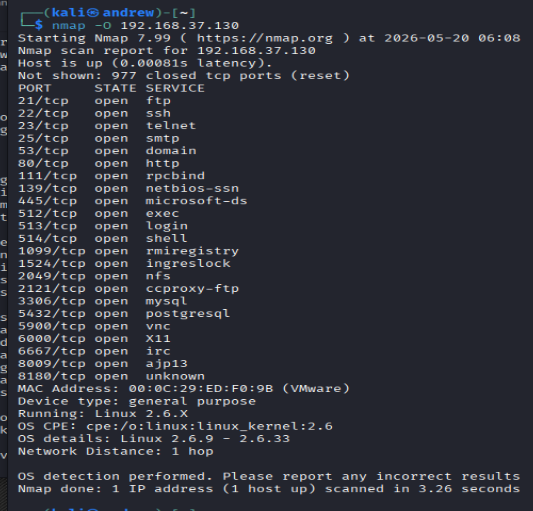 ┌──(kali㉿andrew)-[~]
└─$ nmap -O 192.168.37.130
Starting Nmap 7.99 ( https://nmap.org ) at 2026-05-20 06:08
Nmap scan report for 192.168.37.130
Host is up (0.00081s latency).
Not shown: 977 closed tcp ports (reset)
PORT     STATE SERVICE
21/tcp   open  ftp
22/tcp   open  ssh
23/tcp   open  telnet
25/tcp   open  smtp
53/tcp   open  domain
80/tcp   open  http
111/tcp  open  rpcbind
139/tcp  open  netbios-ssn
445/tcp  open  microsoft-ds
512/tcp  open  exec
513/tcp  open  login
514/tcp  open  shell
1099/tcp open  rmiregistry
1524/tcp open  ingreslock
2049/tcp open  nfs
2121/tcp open  ccproxy-ftp
3306/tcp open  mysql
5432/tcp open  postgresql
5900/tcp open  vnc
6000/tcp open  X11
6667/tcp open  irc
8009/tcp open  ajp13
8180/tcp open  unknown
MAC Address: 00:0C:29:ED:F0:9B (VMware)
Device type: general purpose
Running: Linux 2.6.X
OS CPE: cpe:/o:linux:linux_kernel:2.6
OS details: Linux 2.6.9 - 2.6.33
Network Distance: 1 hop

OS detection performed. Please report any incorrect results
Nmap done: 1 IP address (1 host up) scanned in 3.26 seconds